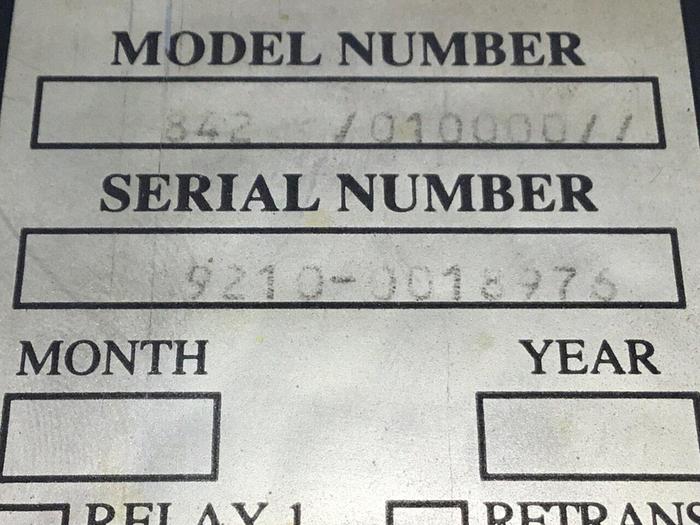 MODEL NUMBER
842 /010000//
SERIAL NUMBER
9210-0018976
MONTH YEAR
RELAY 1 RETRANS